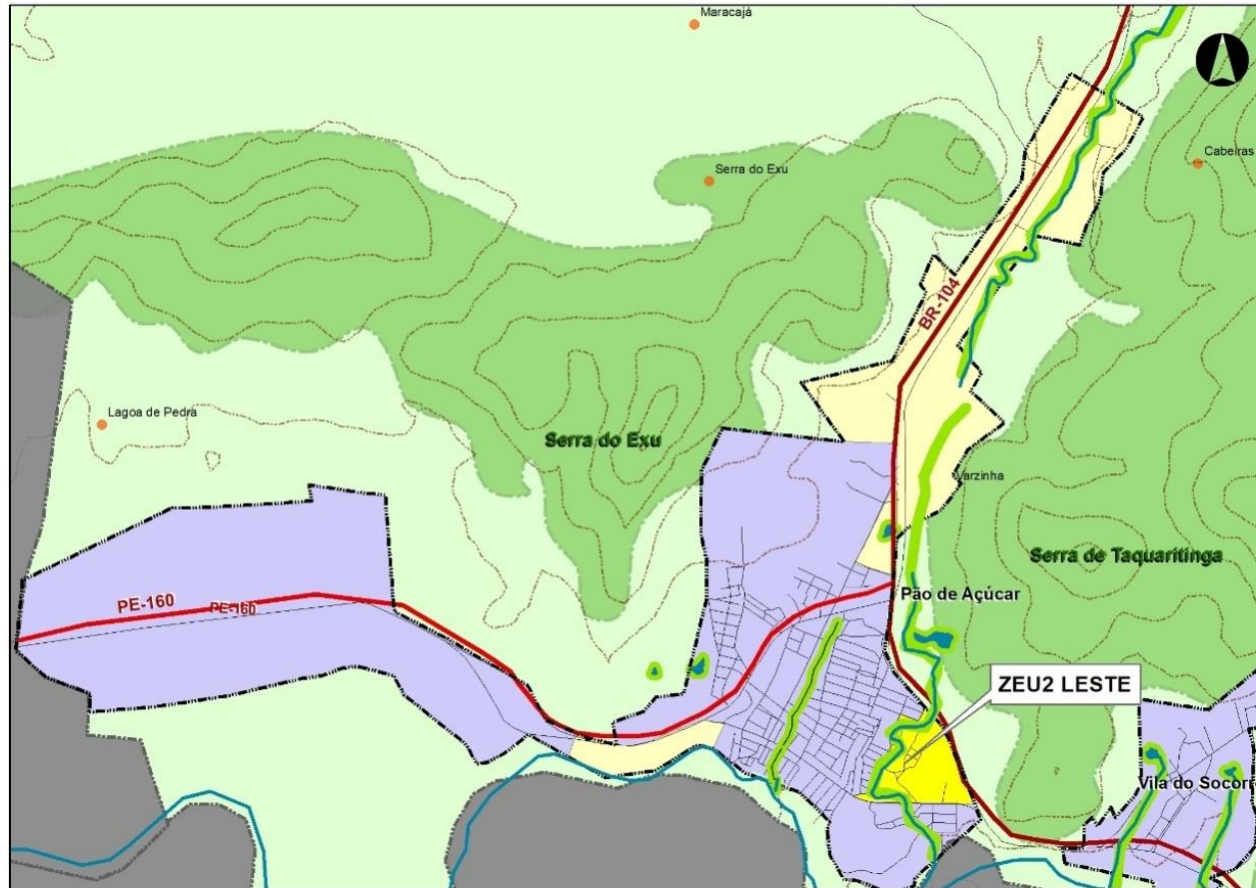 Maracajá
Cabeiras
Serra do Exu
BR-104
Lagoa de Pedra
Serra do Exu
Varzinha
Serra de Taquaritinga
PE-160
PE-160
Pão de Açúcar
ZEU2 LESTE
Vila do Socorr